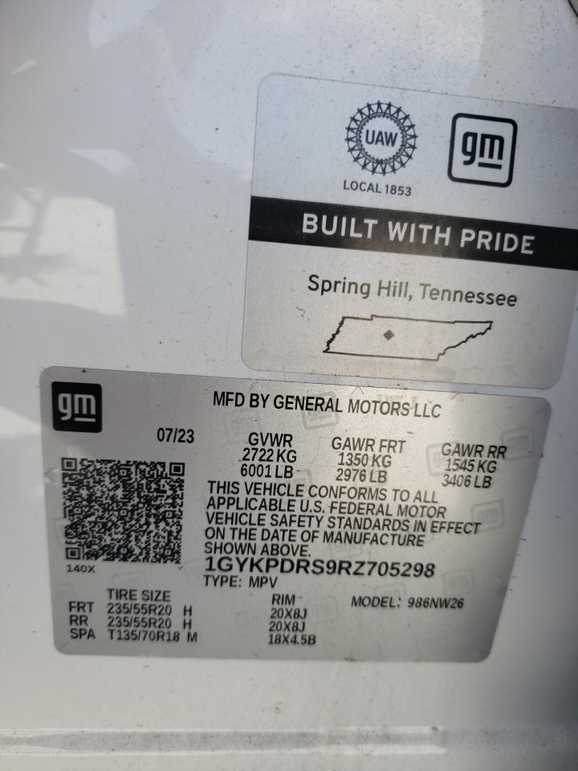 UAW
gm
LOCAL 1853
BUILT WITH PRIDE
Spring Hill, Tennessee
gm
MFD BY GENERAL MOTORS LLC
07/23 GVWR GAWR FRT GAWR RR
2722 KG 1350 KG 1545 KG
6001 LB 2976 LB 3406 LB
THIS VEHICLE CONFORMS TO ALL
APPLICABLE U.S. FEDERAL MOTOR
VEHICLE SAFETY STANDARDS IN EFFECT
ON THE DATE OF MANUFACTURE
SHOWN ABOVE.
140X
1GYKPDRS9RZ705298
TYPE: MPV
TIRE SIZE RIM MODEL: 986NW26
FRT 235/55R20 H 20X8J
RR 235/55R20 H 20X8J
SPA T135/70R18 M 18X4.5B